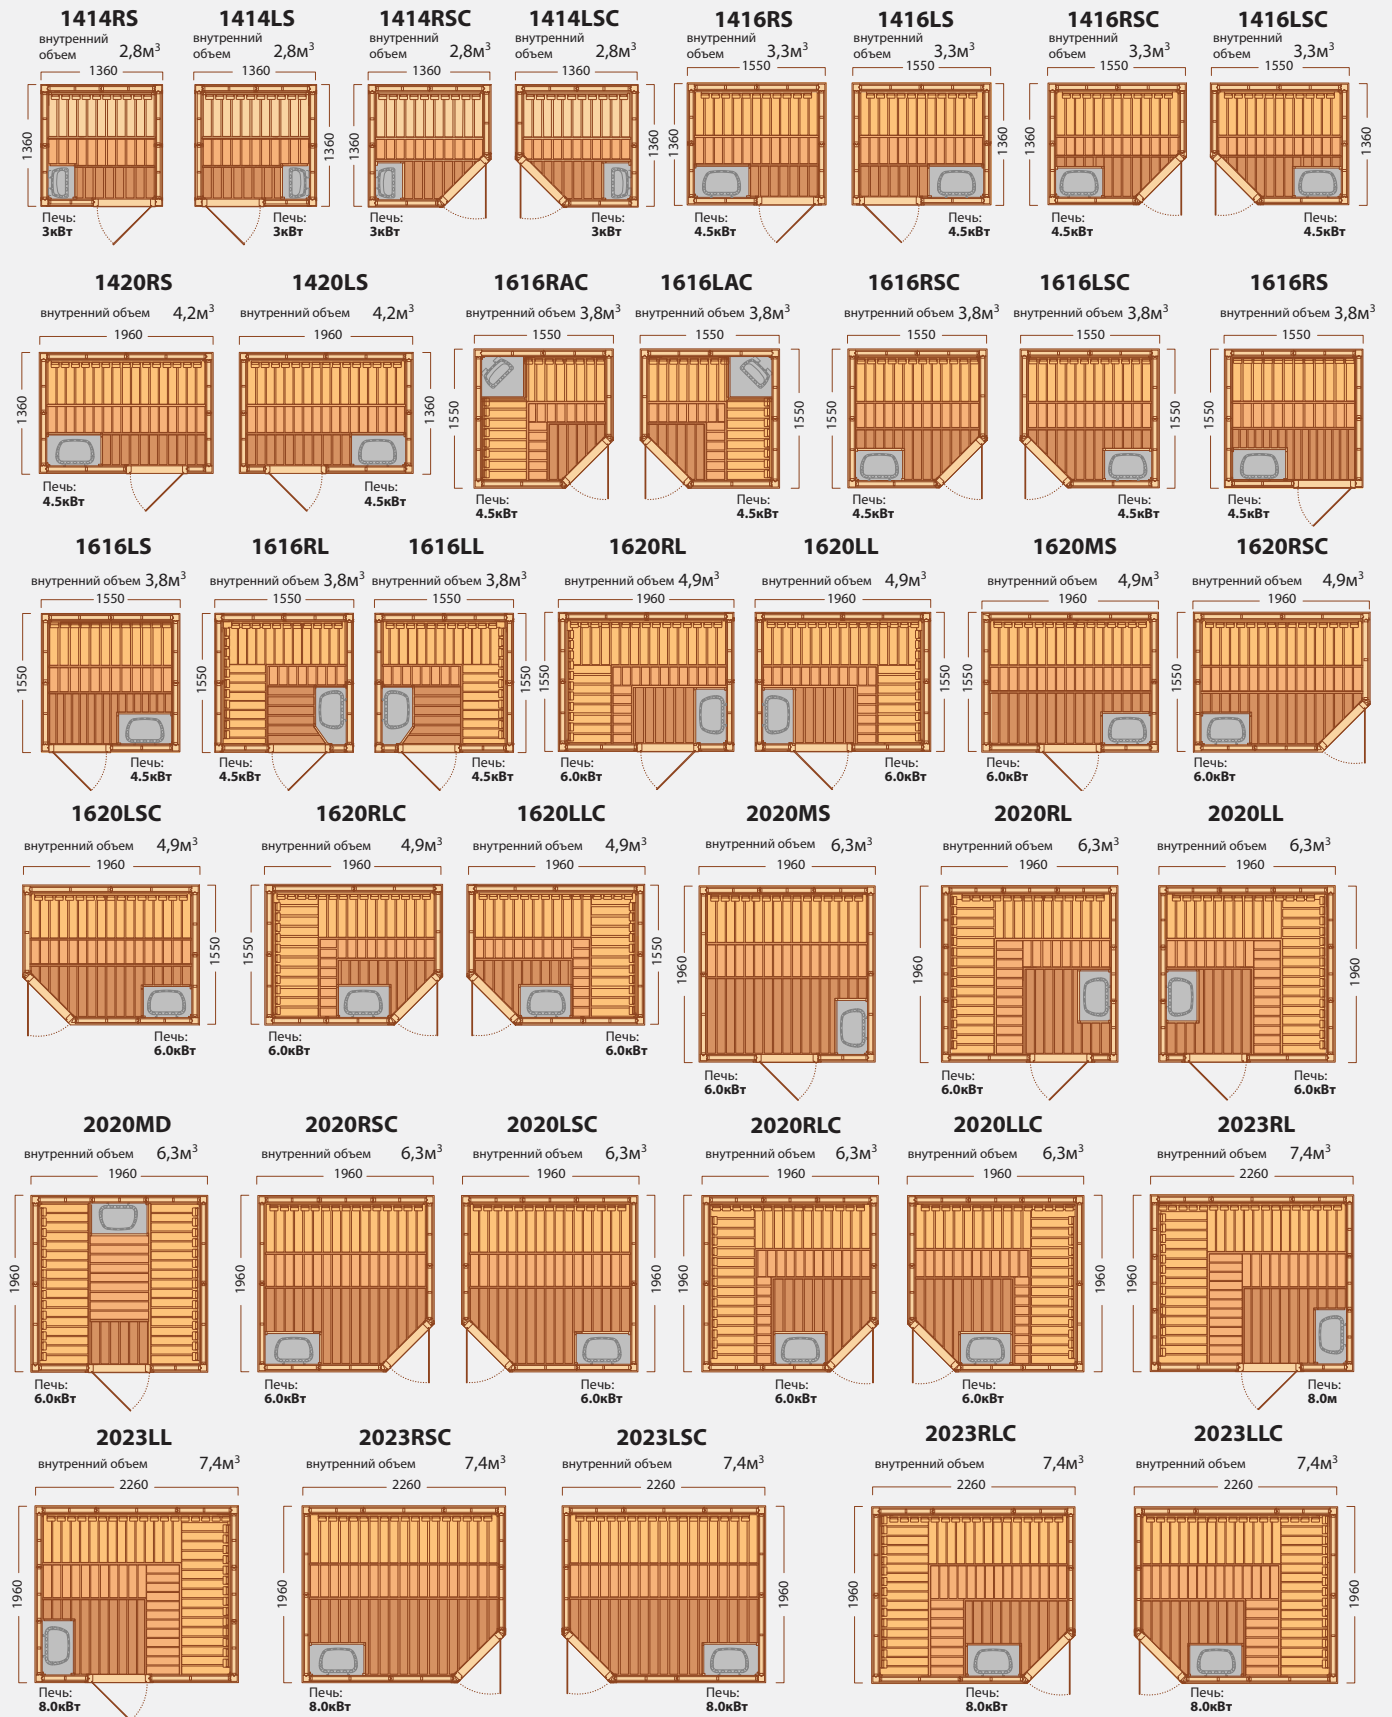 1414RS
внутренний
объем 2,8м³
1360
1360
Печь:
3кВт
1414LS
внутренний
объем 2,8м³
1360
1360
Печь:
3кВт
1414RSC
внутренний
объем 2,8м³
1360
1360
Печь:
3кВт
1414LSC
внутренний
объем 2,8м³
1360
1360
Печь:
3кВт
1416RS
внутренний
объем 3,3м³
1550
1360
Печь:
4.5кВт
1416LS
внутренний
объем 3,3м³
1550
1360
Печь:
4.5кВт
1416RSC
внутренний
объем 3,3м³
1550
1360
Печь:
4.5кВт
1416LSC
внутренний
объем 3,3м³
1550
1360
Печь:
4.5кВт
1420RS
внутренний объем 4,2м³
1960
1360
Печь:
4.5кВт
1420LS
внутренний объем 4,2м³
1960
1360
Печь:
4.5кВт
1616RAC
внутренний объем 3,8м³
1550
1550
Печь:
4.5кВт
1616LAC
внутренний объем 3,8м³
1550
1550
Печь:
4.5кВт
1616RSC
внутренний объем 3,8м³
1550
1550
Печь:
4.5кВт
1616LSC
внутренний объем 3,8м³
1550
1550
Печь:
4.5кВт
1616RS
внутренний объем 3,8м³
1550
1550
Печь:
4.5кВт
1616LS
внутренний объем 3,8м³
1550
1550
Печь:
4.5кВт
1616RL
внутренний объем 3,8м³
1550
1550
Печь:
4.5кВт
1616LL
внутренний объем 3,8м³
1550
1550
Печь:
4.5кВт
1620RL
внутренний объем 4,9м³
1960
1550
Печь:
6.0кВт
1620LL
внутренний объем 4,9м³
1960
1550
Печь:
6.0кВт
1620MS
внутренний объем 4,9м³
1960
1550
Печь:
6.0кВт
1620RSC
внутренний объем 4,9м³
1960
1550
Печь:
6.0кВт
1620LSC
внутренний объем 4,9м³
1960
1550
Печь:
6.0кВт
1620RLC
внутренний объем 4,9м³
1960
1550
Печь:
6.0кВт
1620LLC
внутренний объем 4,9м³
1960
1550
Печь:
6.0кВт
2020MS
внутренний объем 6,3м³
1960
1960
Печь:
6.0кВт
2020RL
внутренний объем 6,3м³
1960
1960
Печь:
6.0кВт
2020LL
внутренний объем 6,3м³
1960
1960
Печь:
6.0кВт
2020MD
внутренний объем 6,3м³
1960
1960
Печь:
6.0кВт
2020RSC
внутренний объем 6,3м³
1960
1960
Печь:
6.0кВт
2020LSC
внутренний объем 6,3м³
1960
1960
Печь:
6.0кВт
2020RLC
внутренний объем 6,3м³
1960
1960
Печь:
6.0кВт
2020LLC
внутренний объем 6,3м³
1960
1960
Печь:
6.0кВт
2023RL
внутренний объем 7,4м³
2260
1960
Печь:
8.0м
2023LL
внутренний объем 7,4м³
2260
1960
Печь:
8.0кВт
2023RSC
внутренний объем 7,4м³
2260
1960
Печь:
8.0кВт
2023LSC
внутренний объем 7,4м³
2260
1960
Печь:
8.0кВт
2023RLC
внутренний объем 7,4м³
2260
1960
Печь:
8.0кВт
2023LLC
внутренний объем 7,4м³
2260
1960
Печь:
8.0кВт